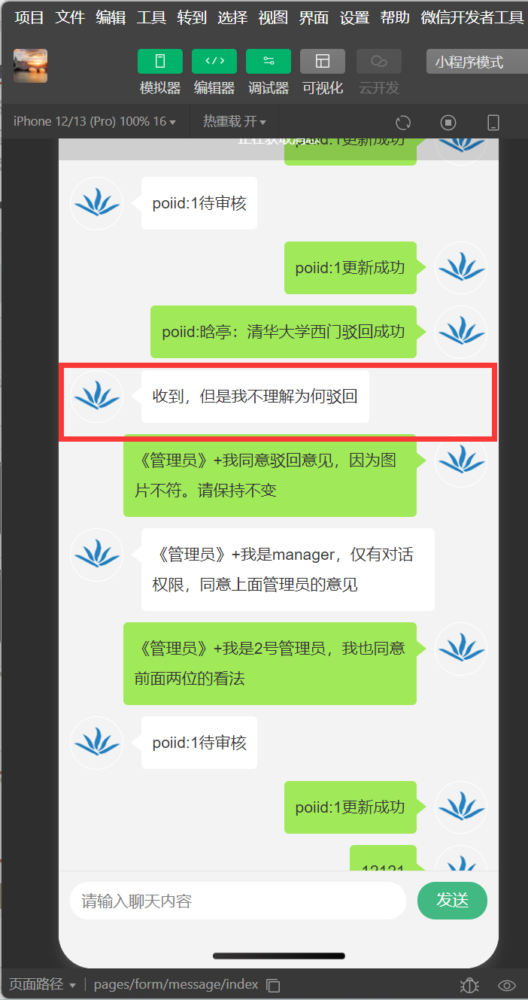 项目 文件 编辑 工具 转到 选择 视图 界面 设置 帮助 微信开发者工具
模拟器 编辑器 调试器 可视化 云开发 小程序模式
iPhone 12/13 (Pro) 100% 16 热重载 开
正在获取消息
poiid:1更新成功
poiid:1待审核
poiid:1更新成功
poiid:晗亭：清华大学西门驳回成功
收到，但是我不理解为何驳回
《管理员》+我同意驳回意见，因为图
片不符。请保持不变
《管理员》+我是manager，仅有对话
权限，同意上面管理员的意见
《管理员》+我是2号管理员，我也同意
前面两位的看法
poiid:1待审核
poiid:1更新成功
12121
请输入聊天内容 发送
页面路径 pages/form/message/index